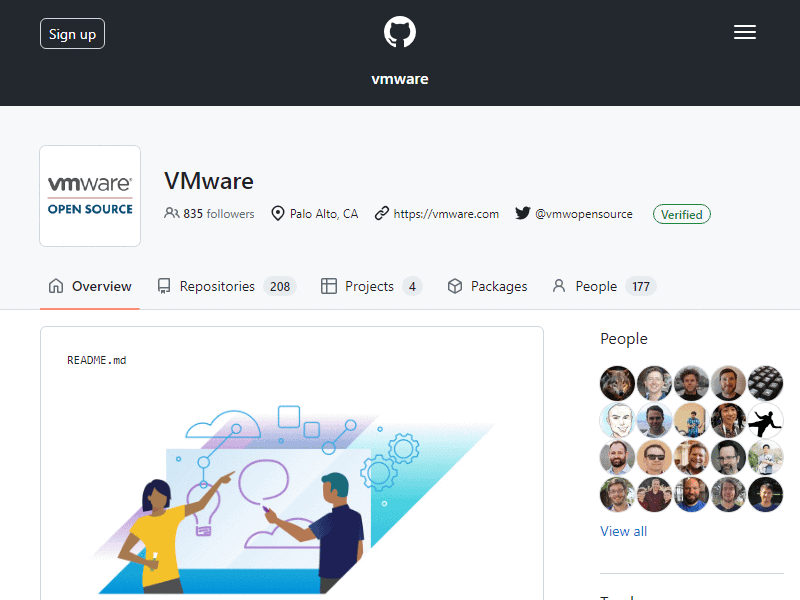 Sign up
vmware
vmware®
OPEN SOURCE
VMware
835 followers
Palo Alto, CA
https://vmware.com
@vmwopensource
Verified
Overview
Repositories 208
Projects 4
Packages
People 177
README.md
People
View all